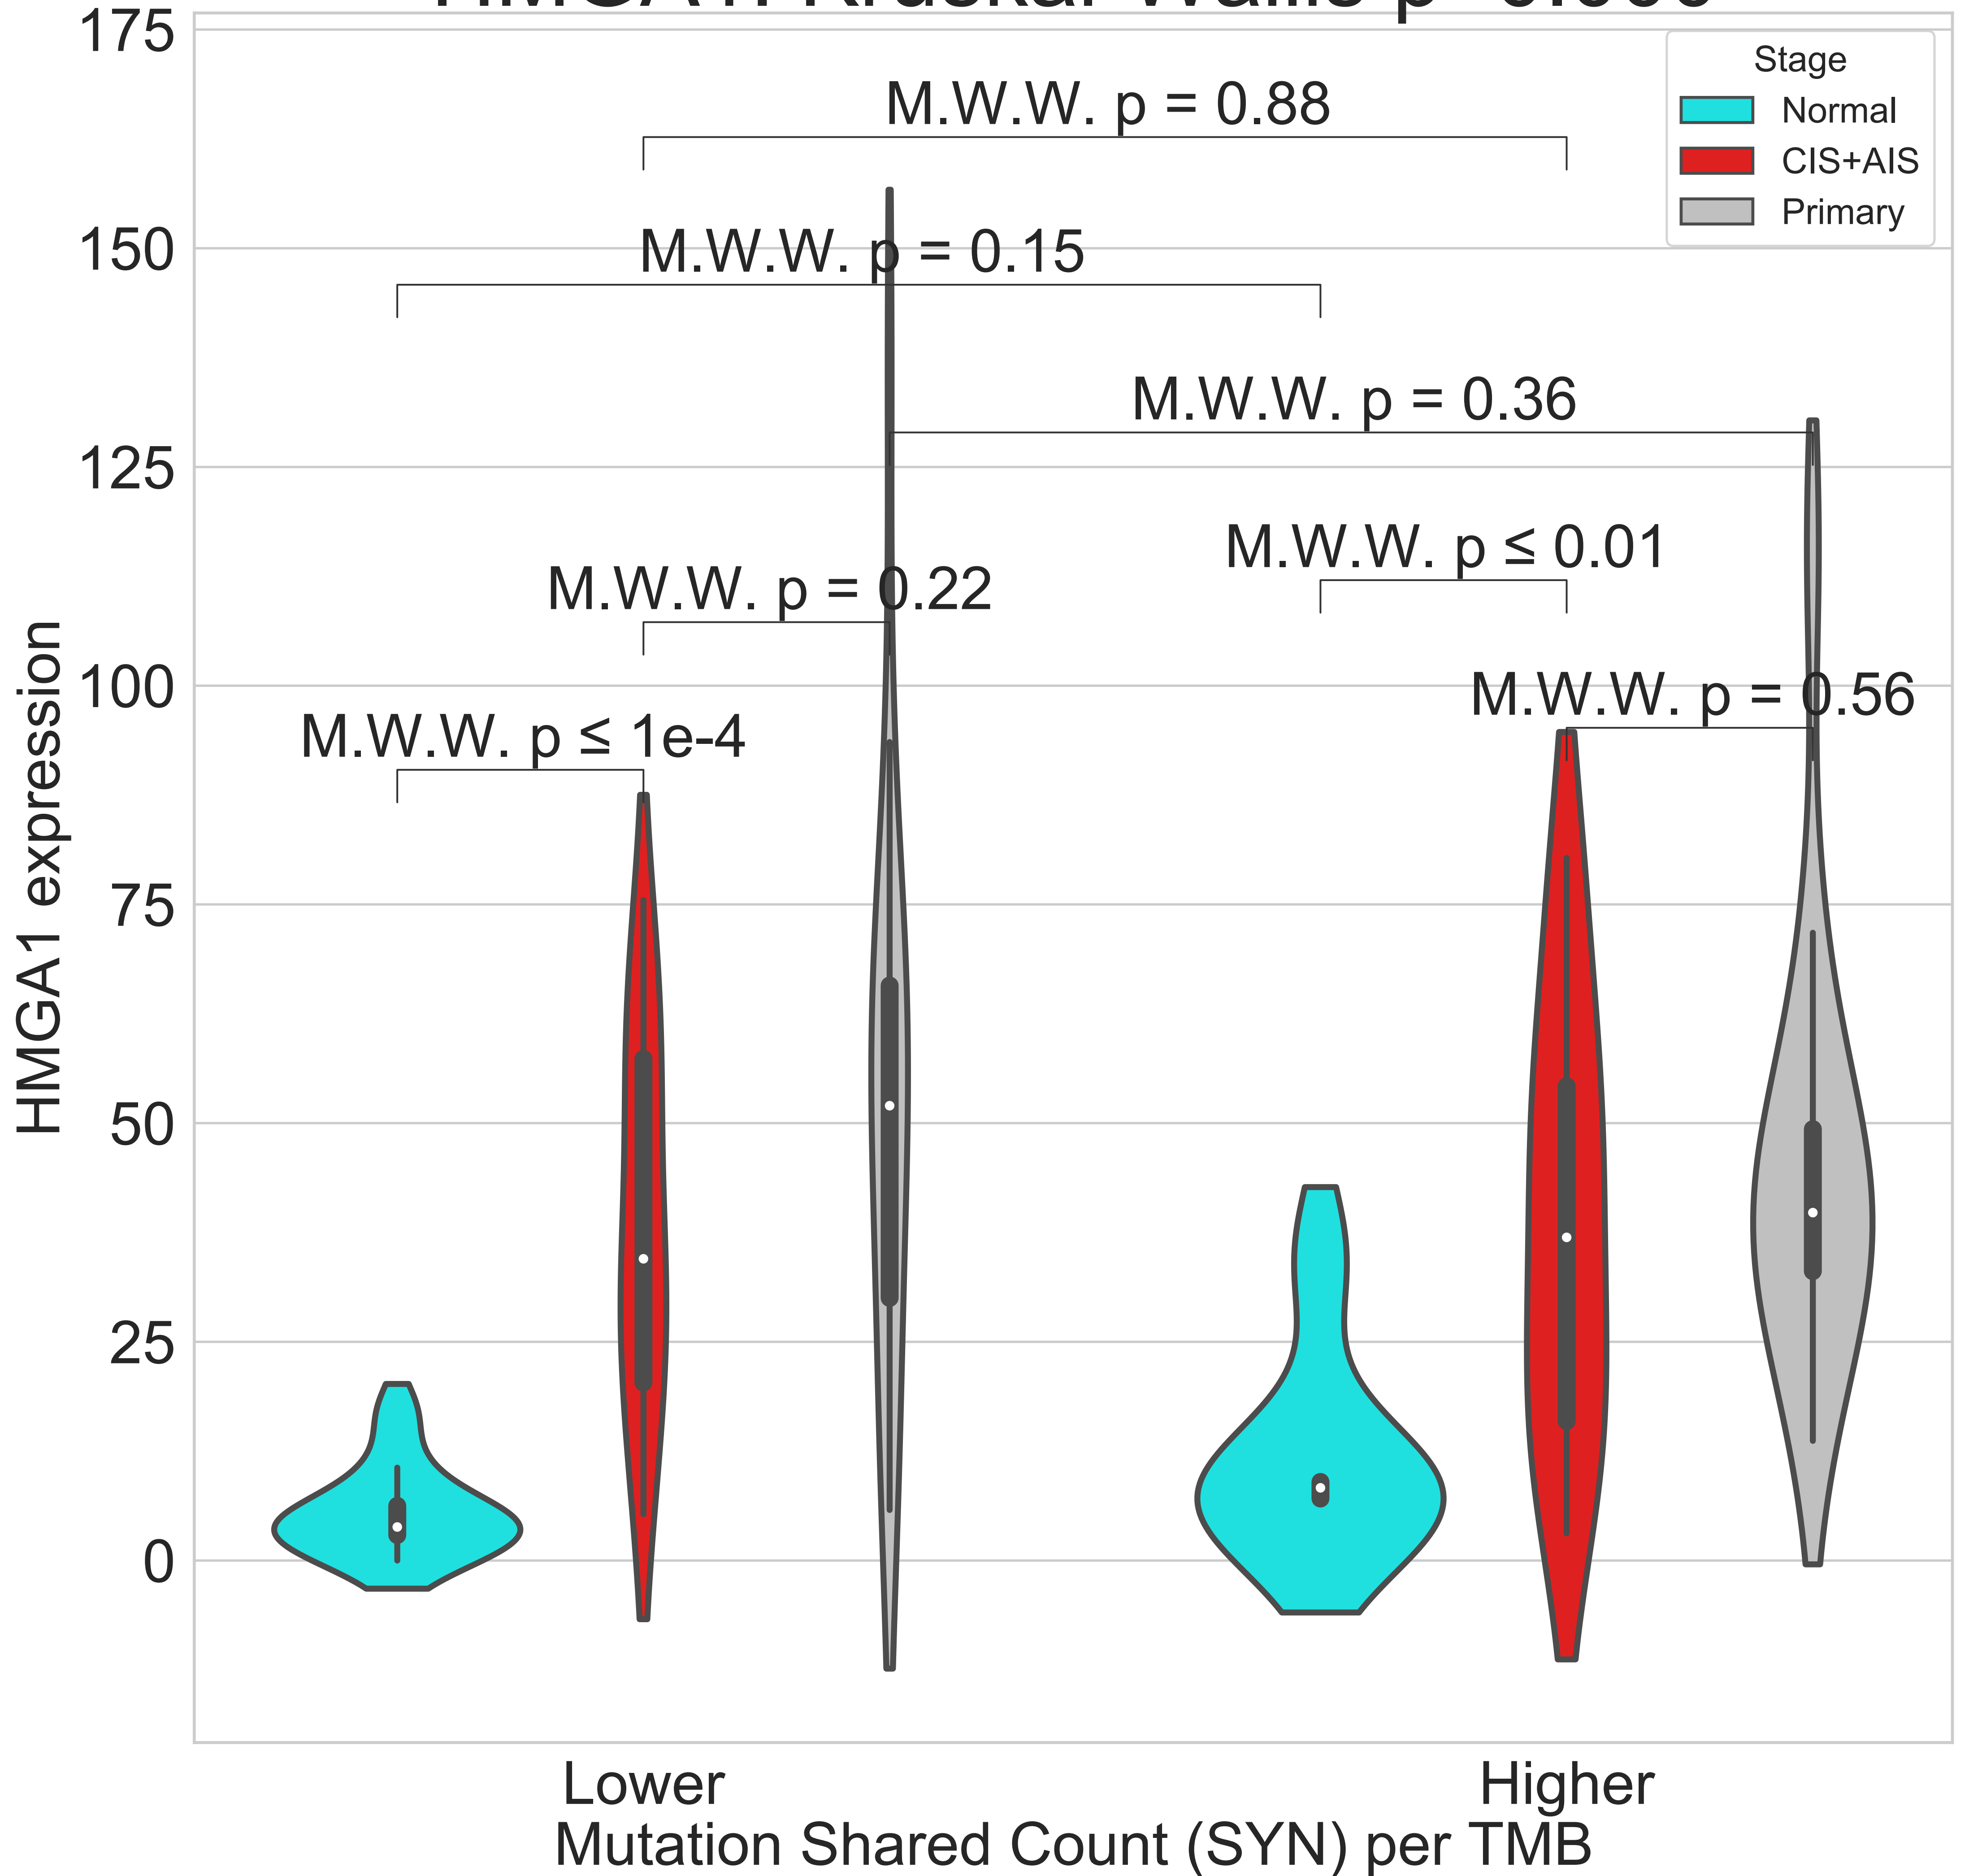 175
150
125
100
75
50
25
0
HMGA1 expression
Stage
Normal
CIS+AIS
Primary
M.W.W. p = 0.88
M.W.W. p = 0.15
M.W.W. p = 0.36
M.W.W. p ≤ 0.01
M.W.W. p = 0.22
M.W.W. p = 0.56
M.W.W. p ≤ 1e-4
Lower
Higher
Mutation Shared Count (SYN) per TMB